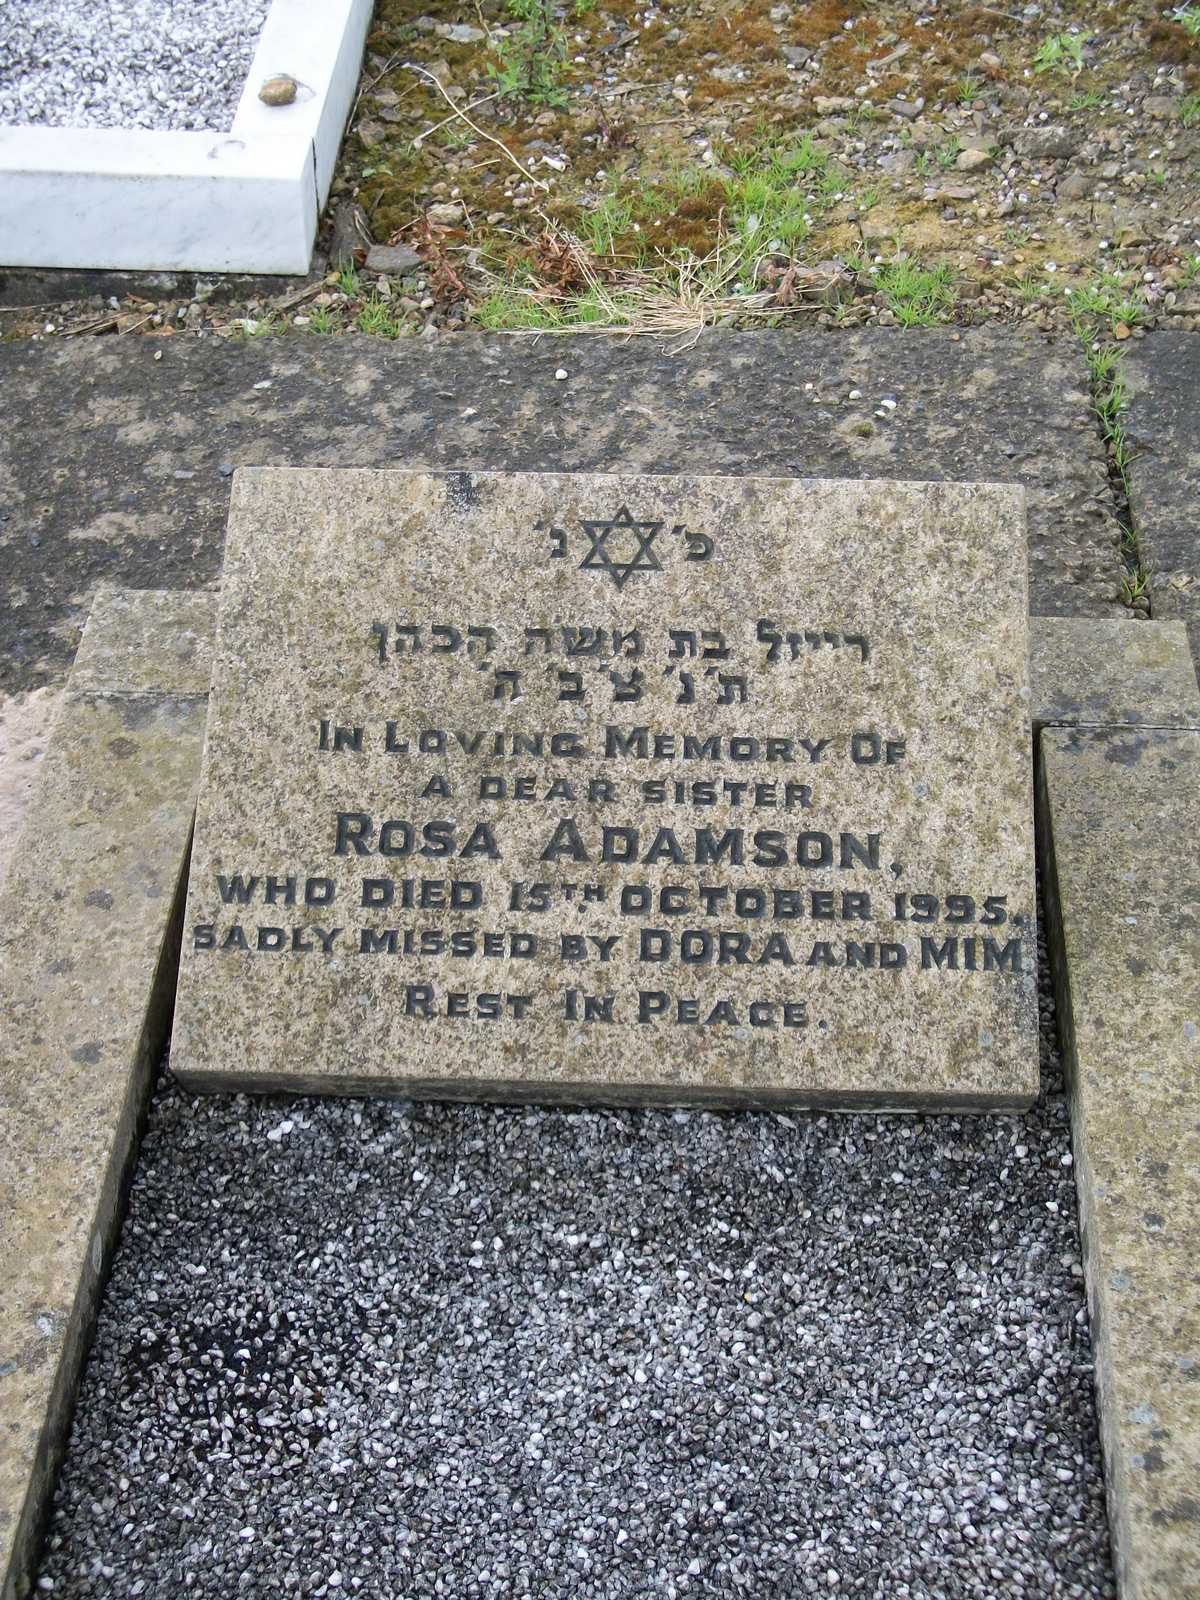 פ׳ נ׳
רייזל בת משה הכהן
ת׳ נ׳ צ׳ ב׳ ה׳
IN LOVING MEMORY OF
A DEAR SISTER
ROSA ADAMSON,
WHO DIED 15TH OCTOBER 1995.
SADLY MISSED BY DORA AND MIM
REST IN PEACE.